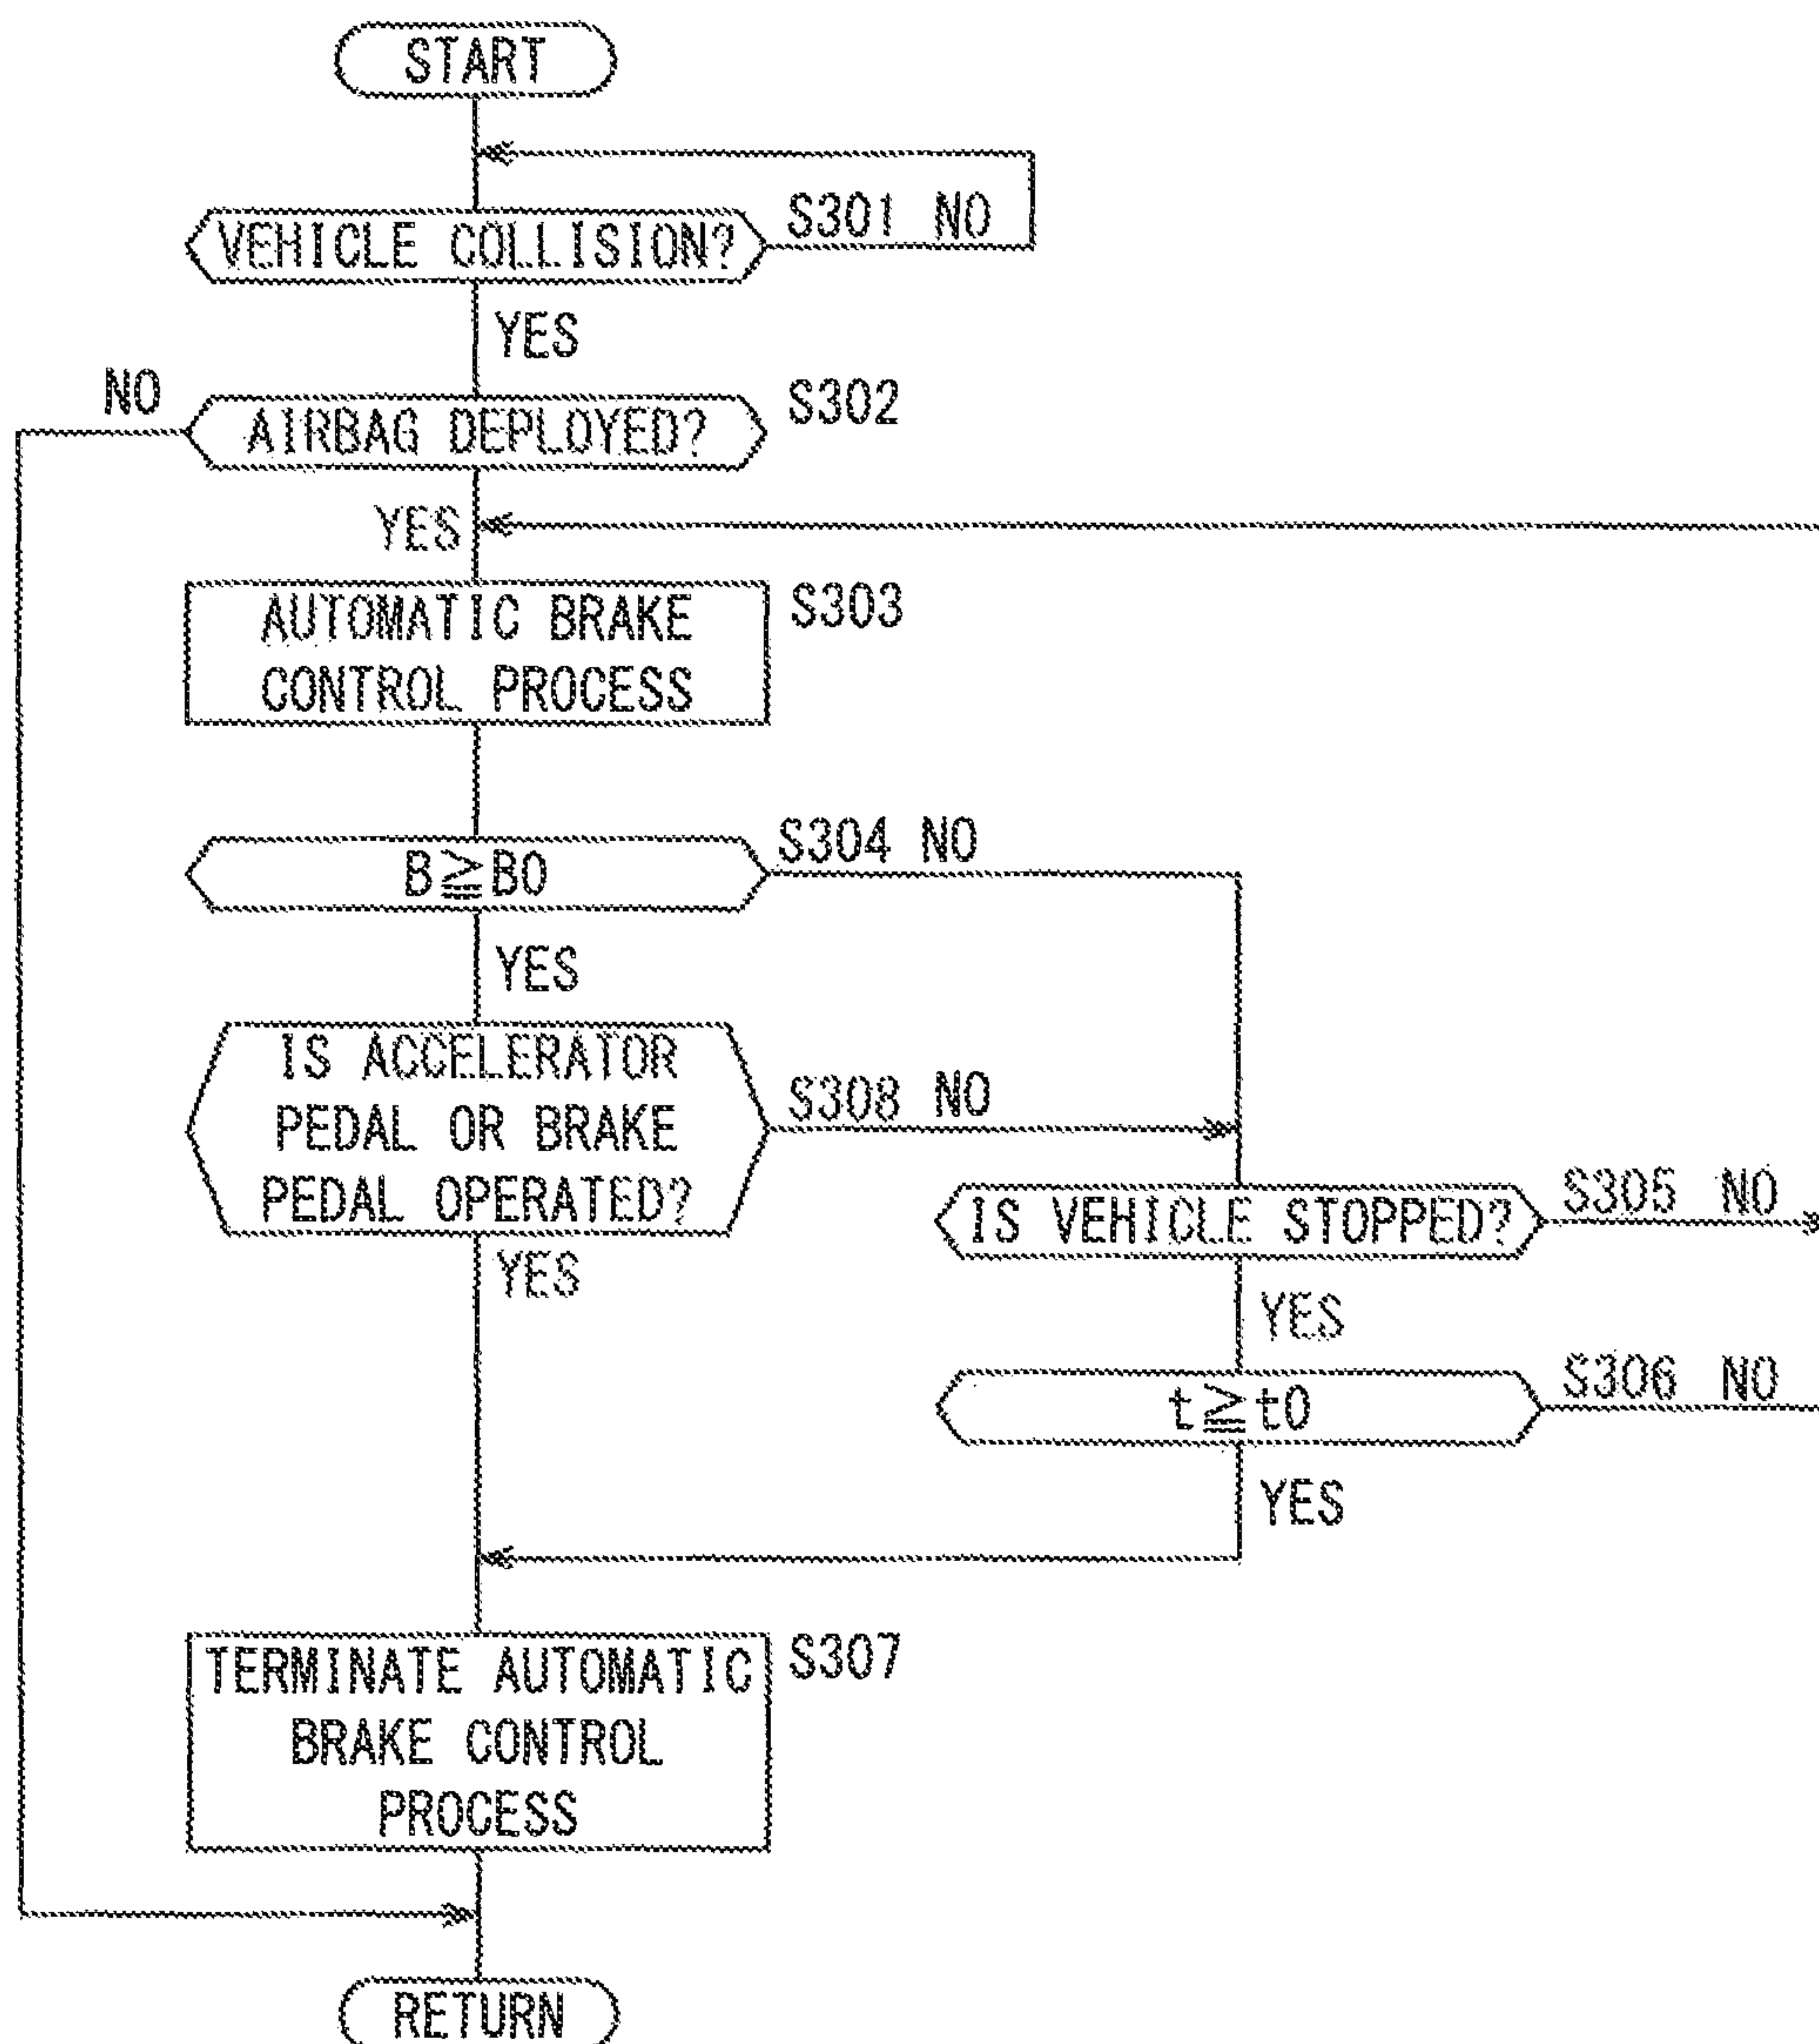 START
VEHICLE COLLISION?
S301 NO
YES
NO
AIRBAG DEPLOYED?
S302
YES
AUTOMATIC BRAKE
CONTROL PROCESS
S303
B≧B0
S304 NO
YES
IS ACCELERATOR
PEDAL OR BRAKE
PEDAL OPERATED?
S308 NO
YES
IS VEHICLE STOPPED?
S305 NO
YES
t≧t0
S306 NO
YES
TERMINATE AUTOMATIC
BRAKE CONTROL
PROCESS
S307
RETURN